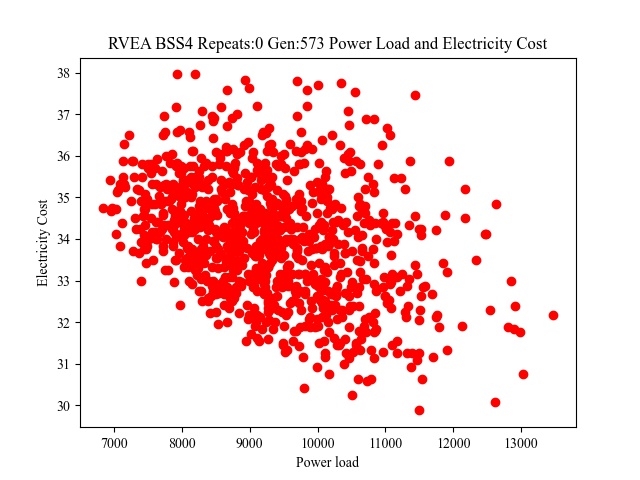 RVEA BSS4 Repeats:0 Gen:573 Power Load and Electricity Cost
38
37
36
35
34
33
32
31
30
Electricity Cost
7000 8000 9000 10000 11000 12000 13000
Power load